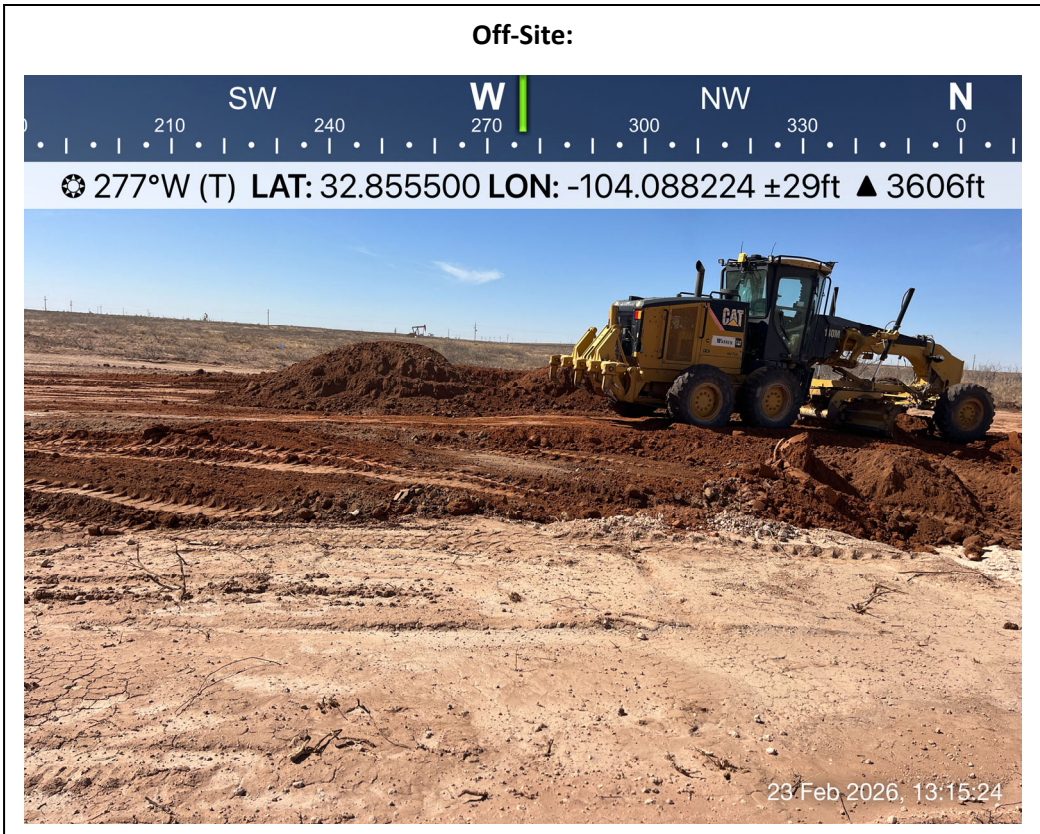 Off-Site:
SW W NW N
210 240 270 300 330 0
277°W (T) LAT: 32.855500 LON: -104.088224 ±29ft ▲ 3606ft
CAT
23 Feb 2026, 13:15:24